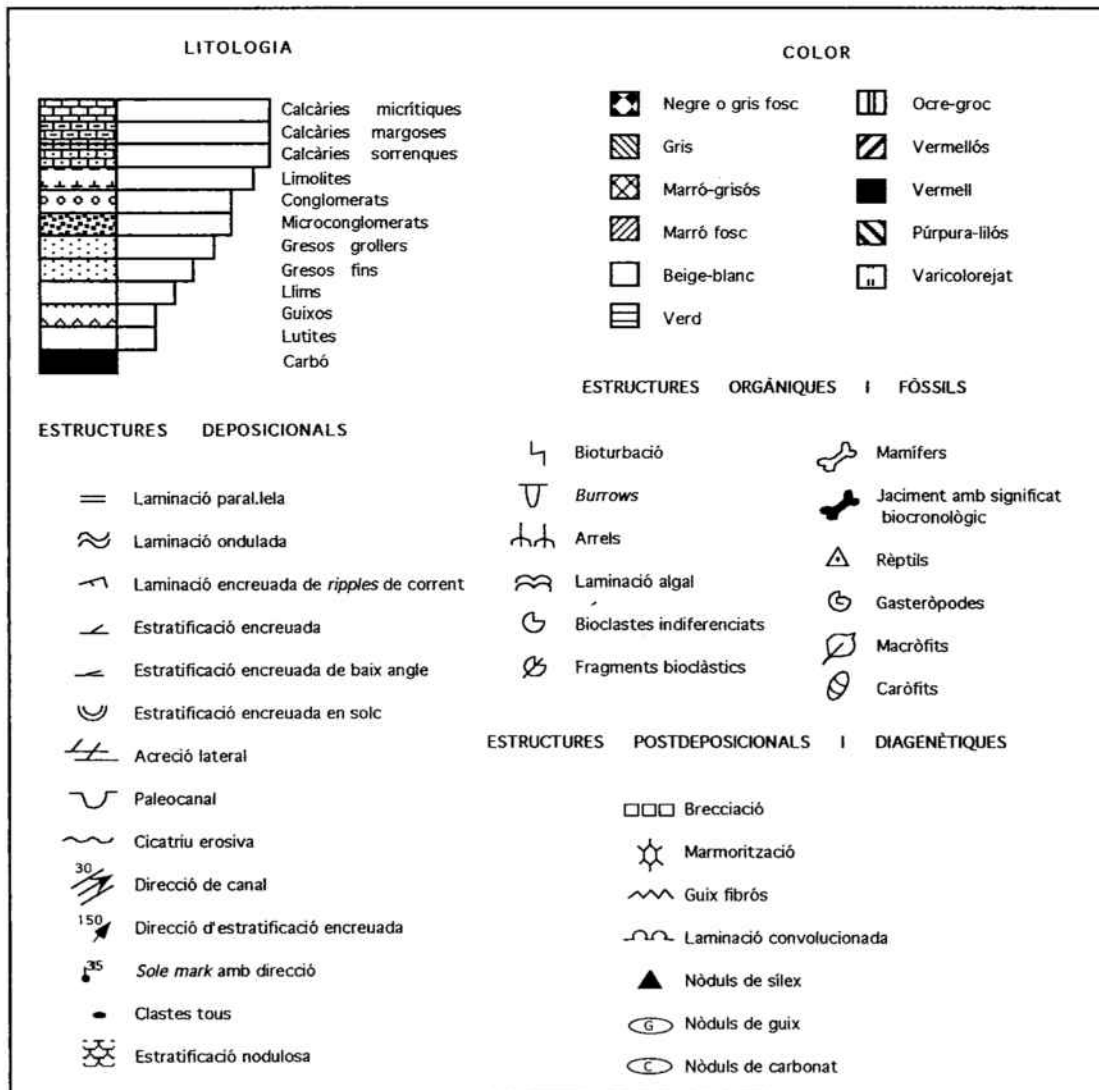 LITOLOGIA
Calcàries micrítiques
Calcàries margoses
Calcàries sorrenques
Limolites
Conglomerats
Microconglomerats
Gresos grollers
Gresos fins
Llims
Guixos
Lutites
Carbó
COLOR
Negre o gris fosc
Gris
Marró-grisós
Marró fosc
Beige-blanc
Verd
Ocre-groc
Vermellós
Vermell
Púrpura-lilós
Varicolorejat
ESTRUCTURES DEPOSICIONALS
Laminació paral.lela
Laminació ondulada
Laminació encreuada de ripples de corrent
Estratificació encreuada
Estratificació encreuada de baix angle
Estratificació encreuada en solc
Acreció lateral
Paleocanal
Cicatriu erosiva
30 Direcció de canal
150 Direcció d'estratificació encreuada
35 Sole mark amb direcció
Clastes tous
Estratificació nodulosa
ESTRUCTURES ORGÀNIQUES I FÒSSILS
Bioturbació
Burrows
Arrels
Laminació algal
Bioclastes indiferenciats
Fragments bioclàstics
Mamífers
Jaciment amb significat
biocronològic
Rèptils
Gasteròpodes
Macròfits
Caròfits
ESTRUCTURES POSTDEPOSICIONALS I DIAGENÈTIQUES
Brecciació
Marmorització
Guix fibrós
Laminació convolucionada
Nòduls de sílex
G Nòduls de guix
C Nòduls de carbonat